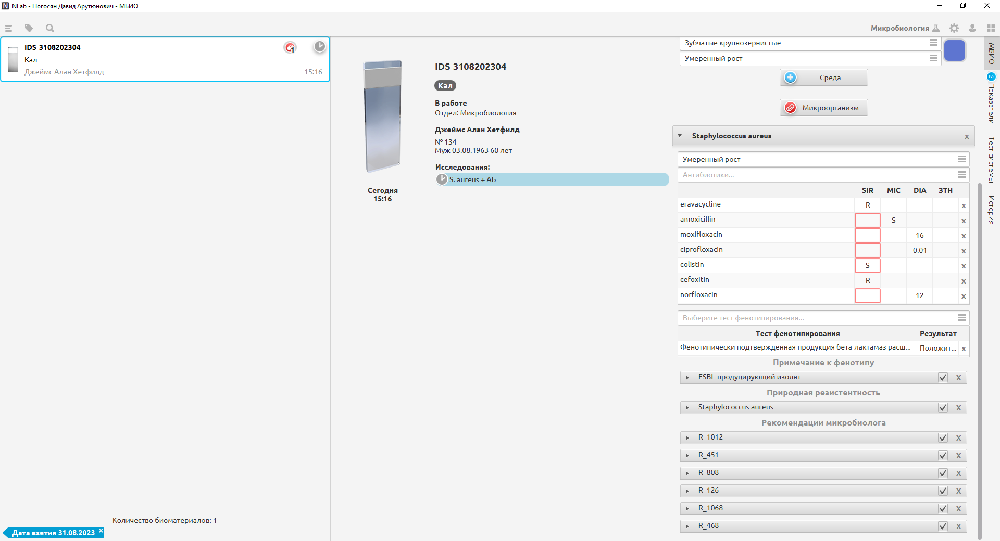 NLab - Погосян Давид Арутюнович - МБИО
Микробиология
IDS 3108202304
1
Кал
Джеймс Алан Хетфилд
15:16
Количество биоматериалов: 1
Дата взятия 31.08.2023 x
Сегодня
15:16
IDS 3108202304
Кал
В работе
Отдел: Микробиология
Джеймс Алан Хетфилд
№ 134
Муж 03.08.1963 60 лет
Исследования:
S. aureus + АБ
Зубчатые крупнозернистые
Умеренный рост
Среда
Микроорганизм
Staphylococcus aureus x
Умеренный рост
Антибиотики...
SIR MIC DIA ЗТН
eravacycline R x
amoxicillin S x
moxifloxacin 16 x
ciprofloxacin 0.01 x
colistin S x
cefoxitin R x
norfloxacin 12 x
Выберите тест фенотипирования...
Тест фенотипирования Результат
Фенотипически подтвержденная продукция бета-лактамаз расш... Положит... x
Примечание к фенотипу
ESBL-продуцирующий изолят X
Природная резистентность
Staphylococcus aureus X
Рекомендации микробиолога
R_1012 X
R_451 X
R_808 X
R_126 X
R_1068 X
R_468 X
МБИО
2
Показатели
Тест системы
История